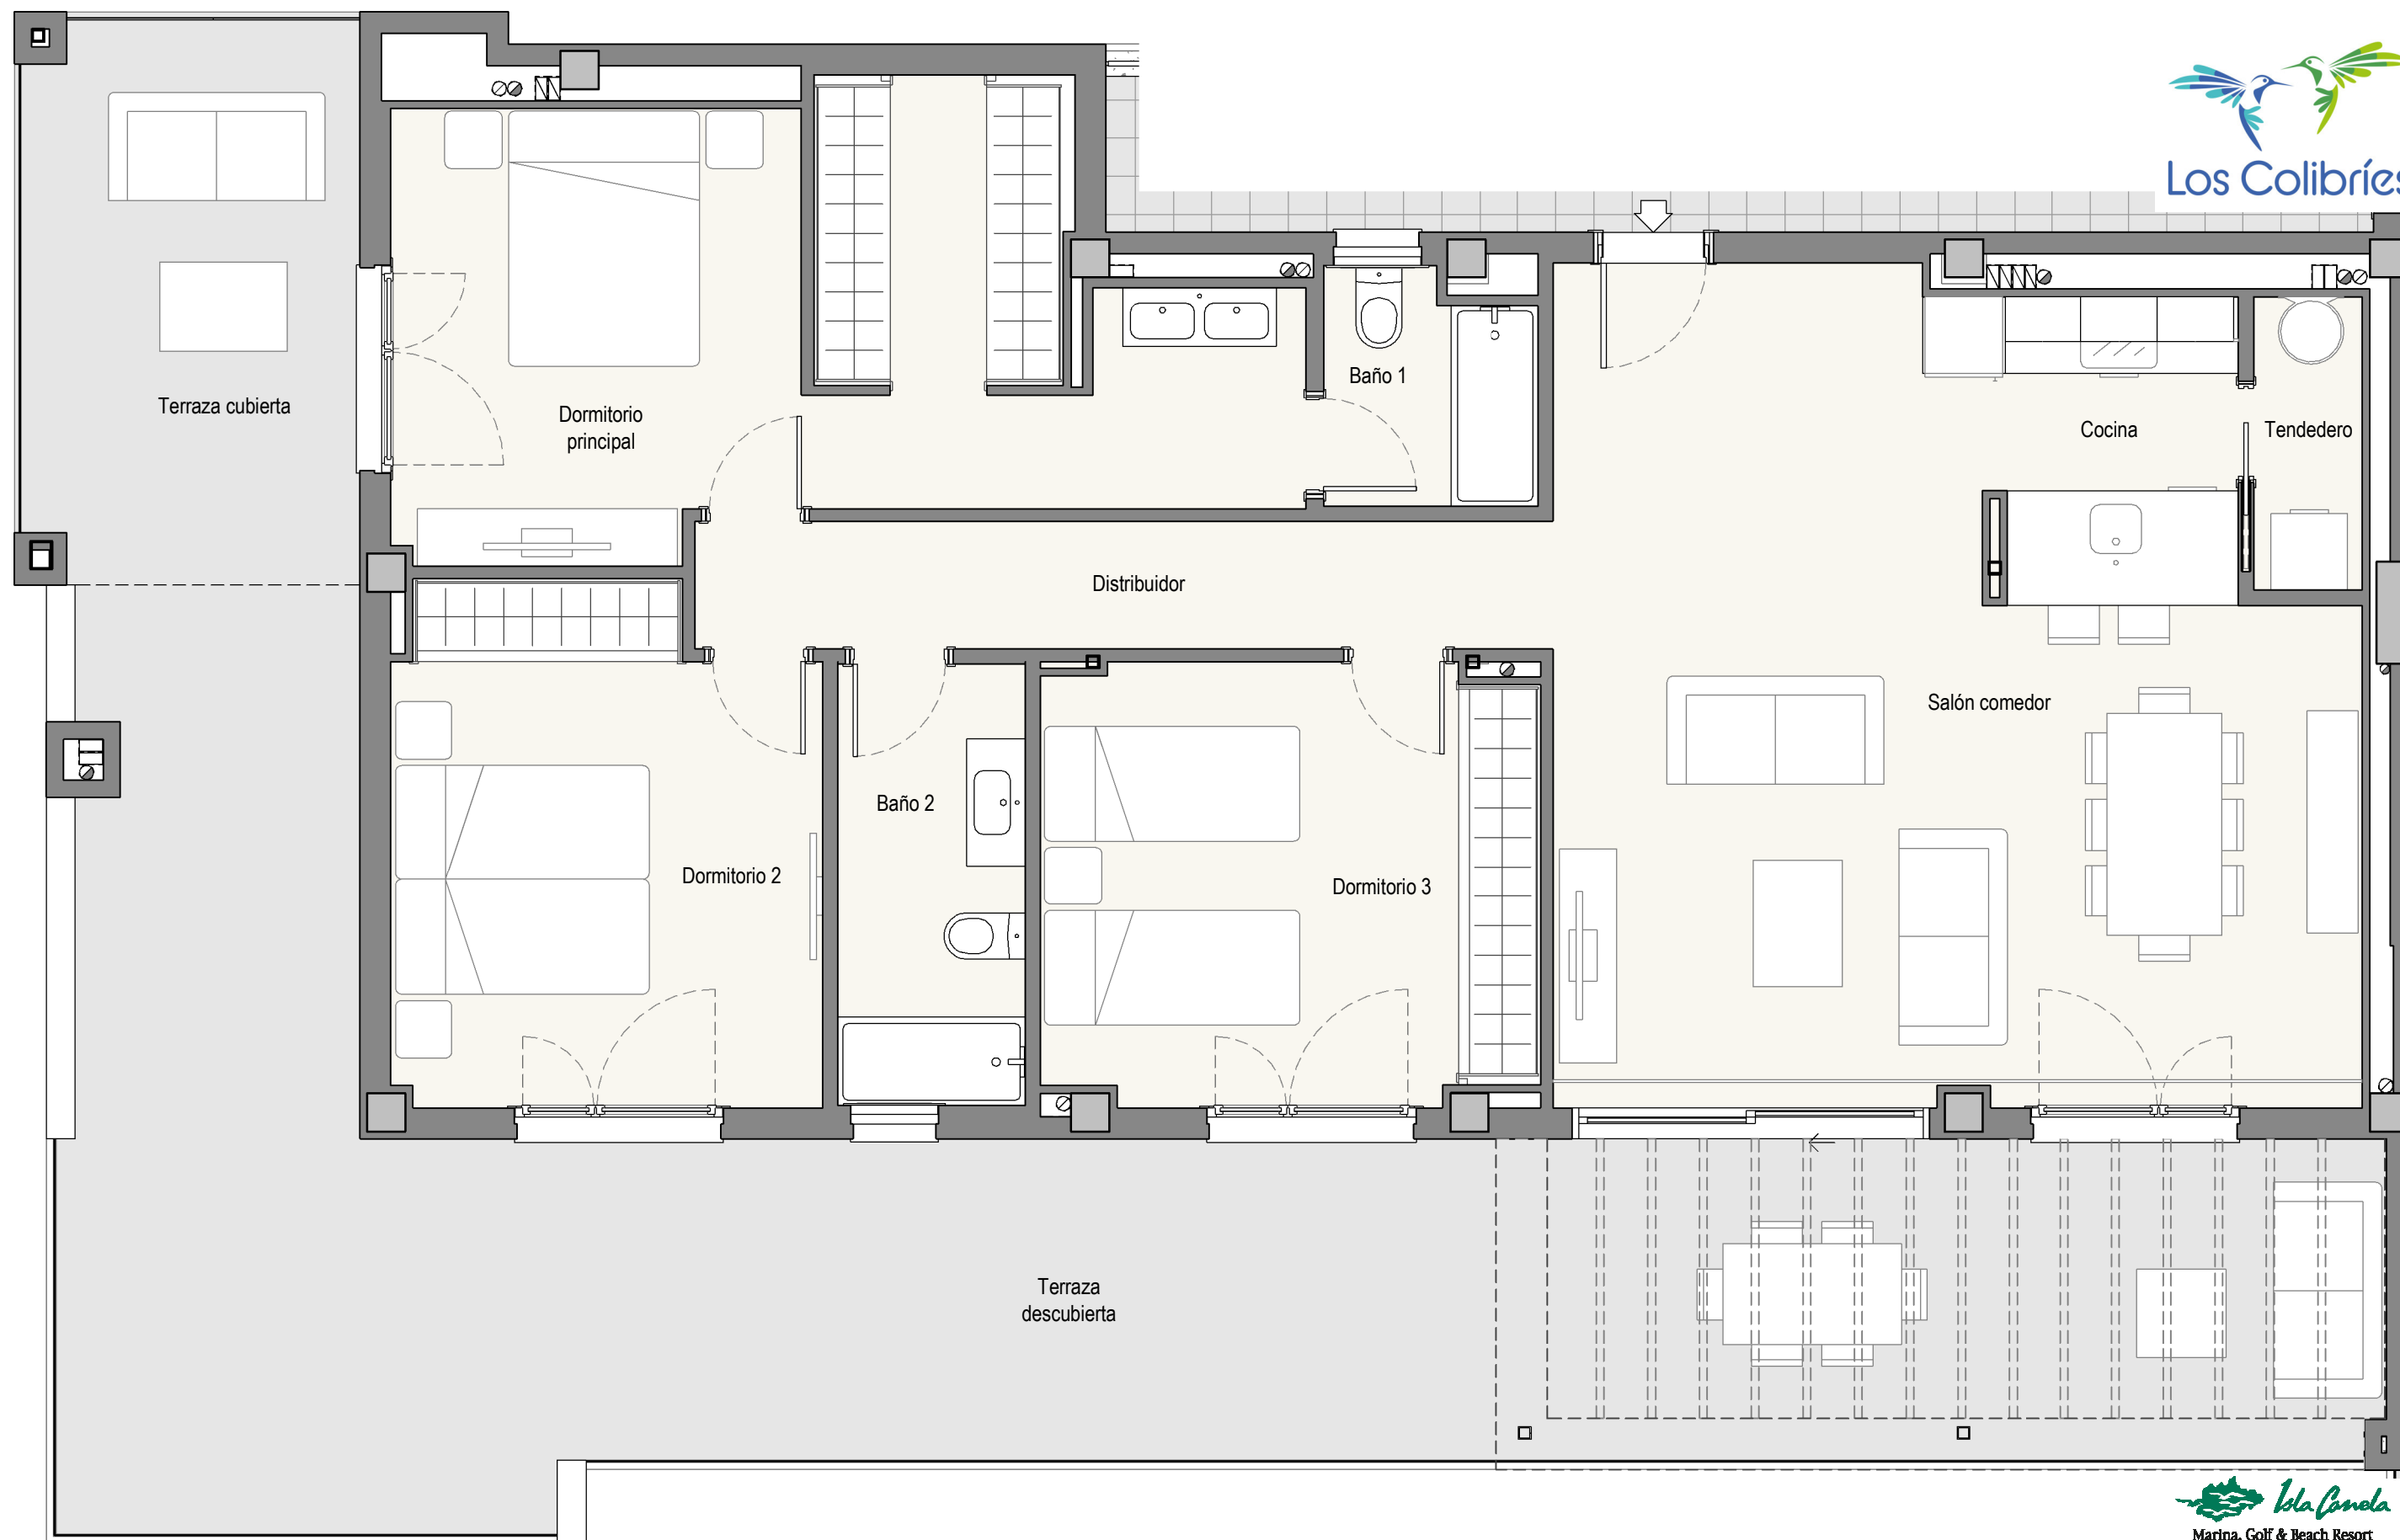 Los Colibríes
Terraza cubierta
Dormitorio
principal
Baño 1
Cocina
Tendedero
Distribuidor
Salón comedor
Baño 2
Dormitorio 2
Dormitorio 3
Terraza
descubierta
Isla Canela
Marina, Golf & Beach Resort